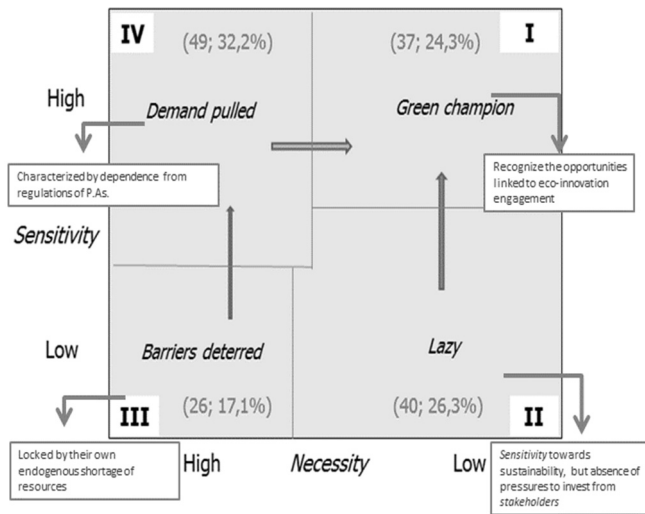 IV
(49; 32,2%)
(37; 24,3%)
I
High
Demand pulled
Green champion
Characterized by dependence from
regulations of P.As.
Recognize the opportunities
linked to eco-innovation
engagement
Sensitivity
Low
Barriers deterred
Lazy
III
(26; 17,1%)
(40; 26,3%)
II
Locked by their own
endogenous shortage of
resources
High
Necessity
Low
Sensitivity towards
sustainability, but absence of
pressures to invest from
stakeholders